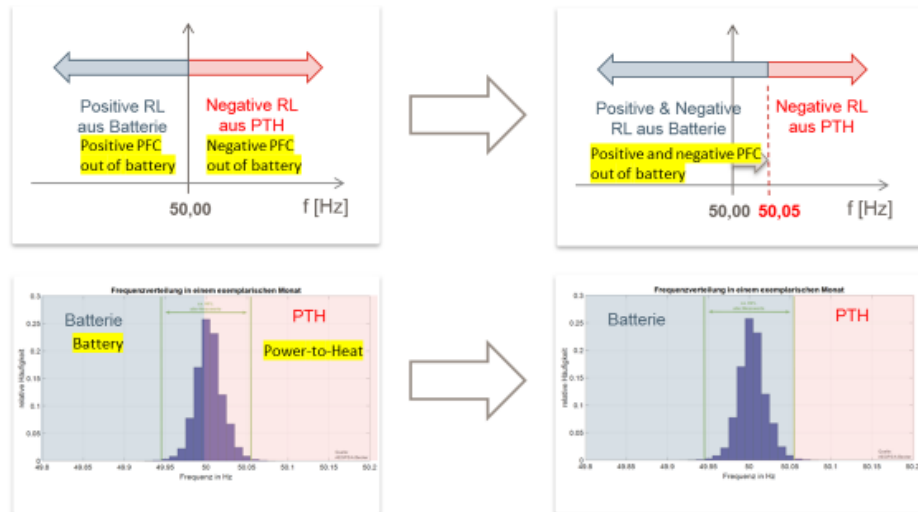 Positive RL
aus Batterie
Positive PFC
out of battery
Negative RL
aus PTH
Negative PFC
out of battery
50,00
f [Hz]
Positive & Negative
RL aus Batterie
Positive and negative PFC
out of battery
Negative RL
aus PTH
50,00
50,05
f [Hz]
Frequenzverteilung in einem exemplarischen Monat
Batterie
Battery
PTH
Power-to-Heat
relative Häufigkeit
0.3
0.25
0.2
0.15
0.1
0.05
0
49.8
49.85
49.9
49.95
50
50.05
50.1
50.15
50.2
Frequenz in Hz
Frequenzverteilung in einem exemplarischen Monat
Batterie
PTH
relative Häufigkeit
0.3
0.25
0.2
0.15
0.1
0.05
0
49.8
49.85
49.9
49.95
50
50.05
50.1
50.15
50.2
Frequenz in Hz